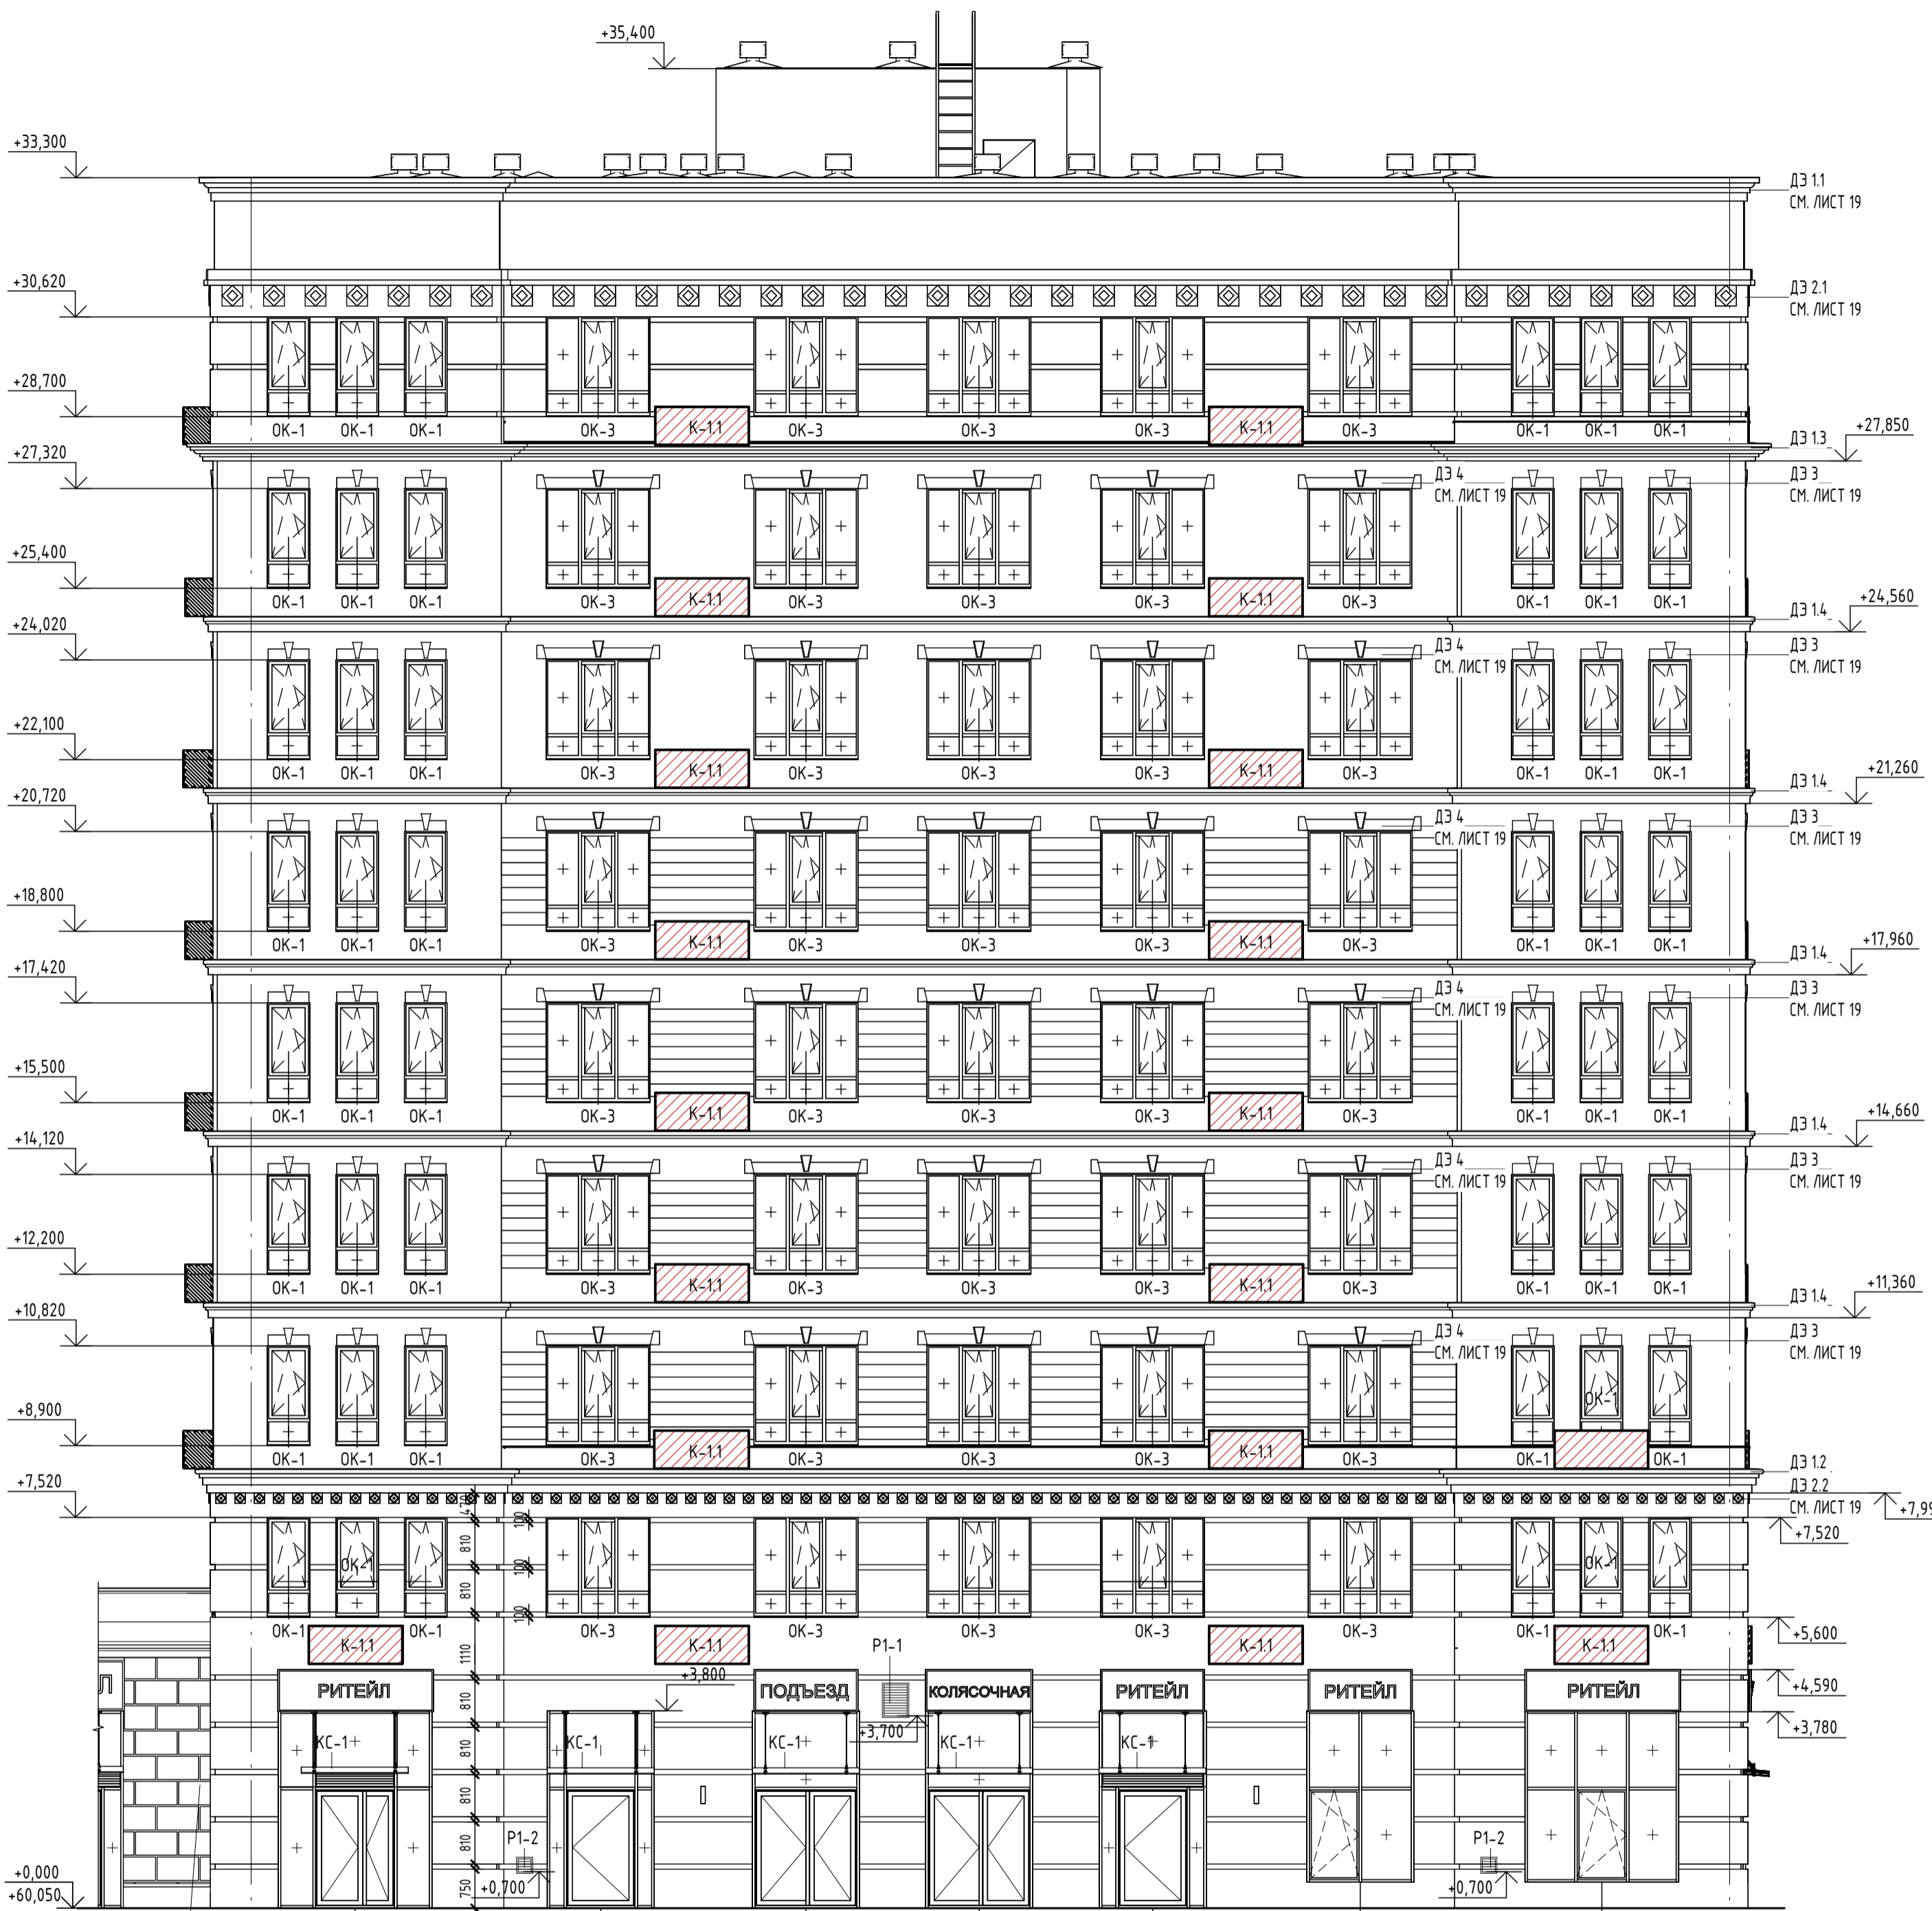 +35,400
+33,300
ДЭ 1.1
СМ. ЛИСТ 19
+30,620
ДЭ 2.1
СМ. ЛИСТ 19
+28,700
ОК-1 ОК-1 ОК-1 ОК-3 К-1.1 ОК-3 ОК-3 ОК-3 К-1.1 ОК-3 ОК-1 ОК-1 ОК-1
ДЭ 1.3 +27,850
+27,320
ДЭ 4 ДЭ 3
СМ. ЛИСТ 19 СМ. ЛИСТ 19
+25,400
ОК-1 ОК-1 ОК-1 ОК-3 К-1.1 ОК-3 ОК-3 ОК-3 К-1.1 ОК-3 ОК-1 ОК-1 ОК-1
ДЭ 1.4 +24,560
+24,020
ДЭ 4 ДЭ 3
СМ. ЛИСТ 19 СМ. ЛИСТ 19
+22,100
ОК-1 ОК-1 ОК-1 ОК-3 К-1.1 ОК-3 ОК-3 ОК-3 К-1.1 ОК-3 ОК-1 ОК-1 ОК-1
ДЭ 1.4 +21,260
+20,720
ДЭ 4 ДЭ 3
СМ. ЛИСТ 19 СМ. ЛИСТ 19
+18,800
ОК-1 ОК-1 ОК-1 ОК-3 К-1.1 ОК-3 ОК-3 ОК-3 К-1.1 ОК-3 ОК-1 ОК-1 ОК-1
ДЭ 1.4 +17,960
+17,420
ДЭ 4 ДЭ 3
СМ. ЛИСТ 19 СМ. ЛИСТ 19
+15,500
ОК-1 ОК-1 ОК-1 ОК-3 К-1.1 ОК-3 ОК-3 ОК-3 К-1.1 ОК-3 ОК-1 ОК-1 ОК-1
ДЭ 1.4 +14,660
+14,120
ДЭ 4 ДЭ 3
СМ. ЛИСТ 19 СМ. ЛИСТ 19
+12,200
ОК-1 ОК-1 ОК-1 ОК-3 К-1.1 ОК-3 ОК-3 ОК-3 К-1.1 ОК-3 ОК-1 ОК-1 ОК-1
ДЭ 1.4 +11,360
+10,820
ДЭ 4 ДЭ 3
СМ. ЛИСТ 19 СМ. ЛИСТ 19
ОК-1
+8,900
ОК-1 ОК-1 ОК-1 ОК-3 К-1.1 ОК-3 ОК-3 ОК-3 К-1.1 ОК-3 ОК-1 ОК-1
ДЭ 1.2
+7,520
ДЭ 2.2
СМ. ЛИСТ 19
470
100
+7,520
810
ОК-1 100 ОК-1
810
100
ОК-1 ОК-1 ОК-3 ОК-3 ОК-3 ОК-3 ОК-3 ОК-1 ОК-1
+5,600
К-1.1 К-1.1 Р1-1 К-1.1 К-1.1
1110
+3,800
+4,590
Л РИТЕЙЛ 810 ПОДЪЕЗД КОЛЯСОЧНАЯ РИТЕЙЛ РИТЕЙЛ РИТЕЙЛ
+3,700 +3,780
КС-1 810 КС-1 КС-1 КС-1 КС-1
810
810
Р1-2 Р1-2
+0,000
750
+0,700 +0,700
+60,050